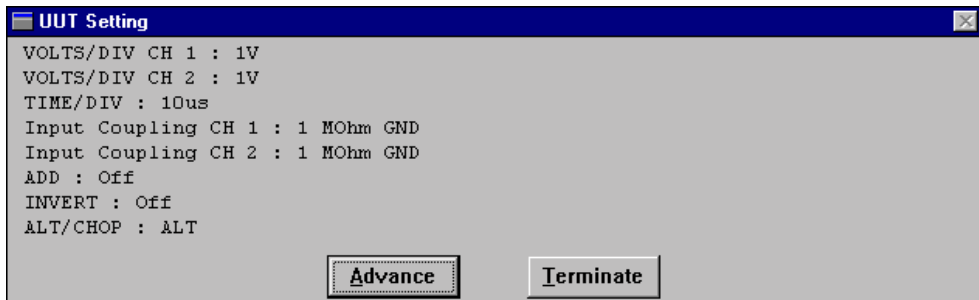 UUT Setting
VOLTS/DIV CH 1 : 1V
VOLTS/DIV CH 2 : 1V
TIME/DIV : 10us
Input Coupling CH 1 : 1 MOhm GND
Input Coupling CH 2 : 1 MOhm GND
ADD : Off
INVERT : Off
ALT/CHOP : ALT
Advance Terminate